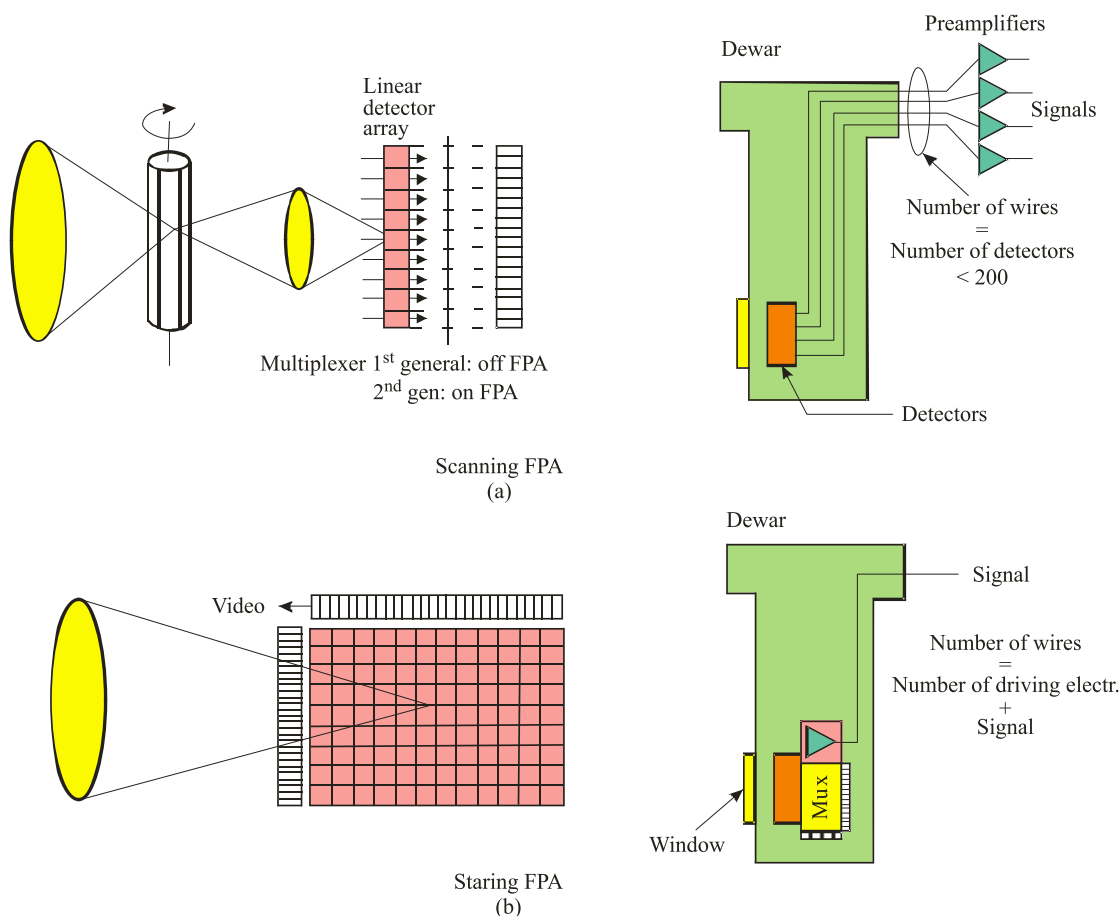 Linear
detector
array
Multiplexer 1st general: off FPA
2nd gen: on FPA
Dewar
Preamplifiers
Signals
Number of wires
=
Number of detectors
< 200
Detectors
Scanning FPA
(a)
Video
Dewar
Signal
Number of wires
=
Number of driving electr.
+
Signal
Mux
Window
Staring FPA
(b)